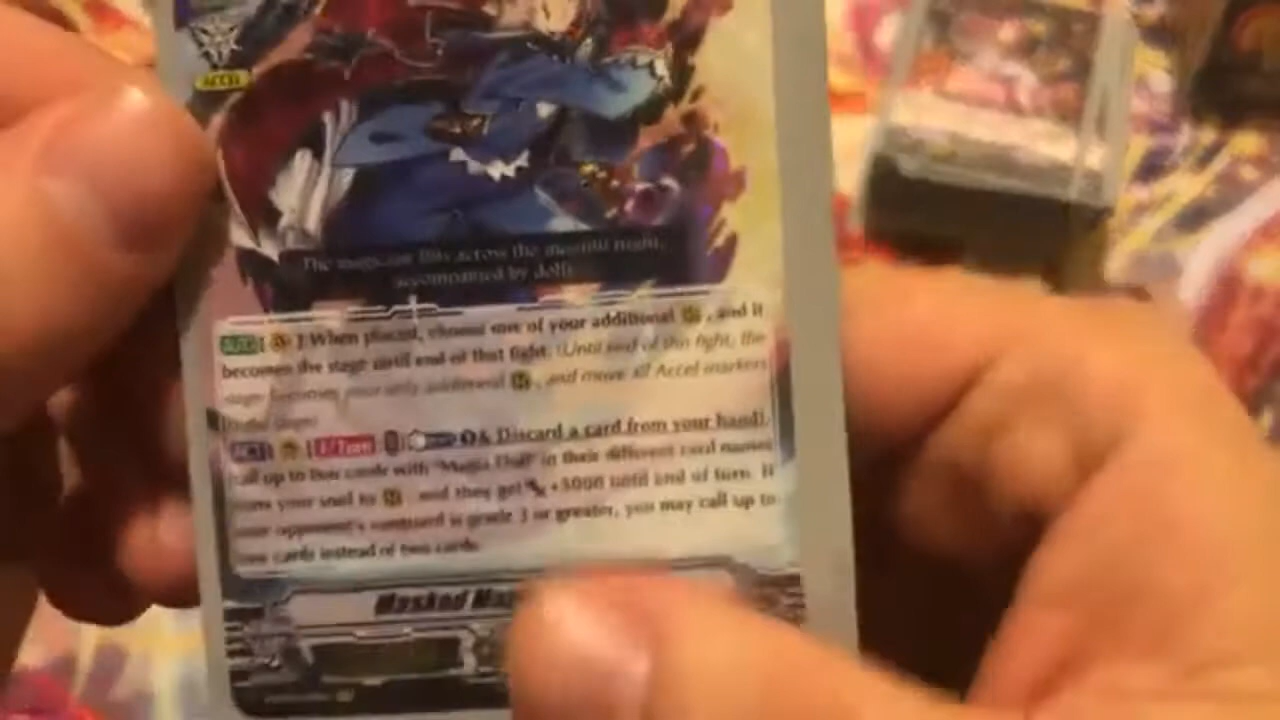 ACCEL
The magician flits across the moonlit night,
accompanied by dolls.
AUTO [ ]: When placed, choose one of your additional , and it
becomes the stage until end of that fight. (Until end of this fight, the
stage becomes your only additional , and move all Accel markers
ACT [ ] [1/Turn] & Discard a card from your hand],
call up to two cards with "Magia Doll" in their different card names
from your soul to , and they get +5000 until end of turn. If
your opponent's vanguard is grade 3 or greater, you may call up to
cards instead of two cards.
Masked